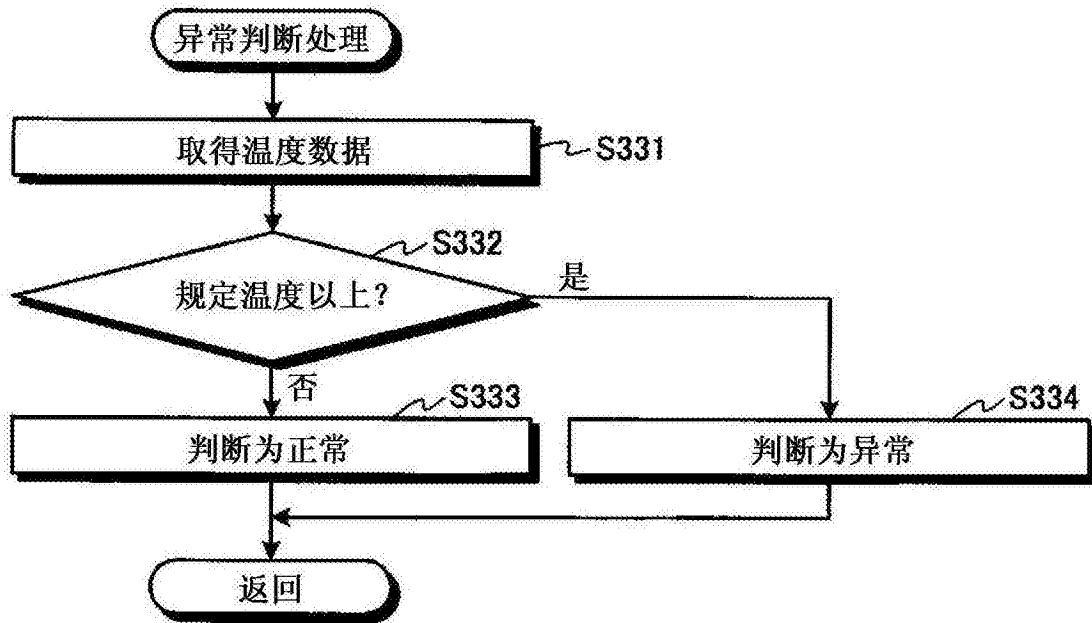 异常判断处理
取得温度数据
S331
S332
规定温度以上?
是
否
S333
判断为正常
S334
判断为异常
返回